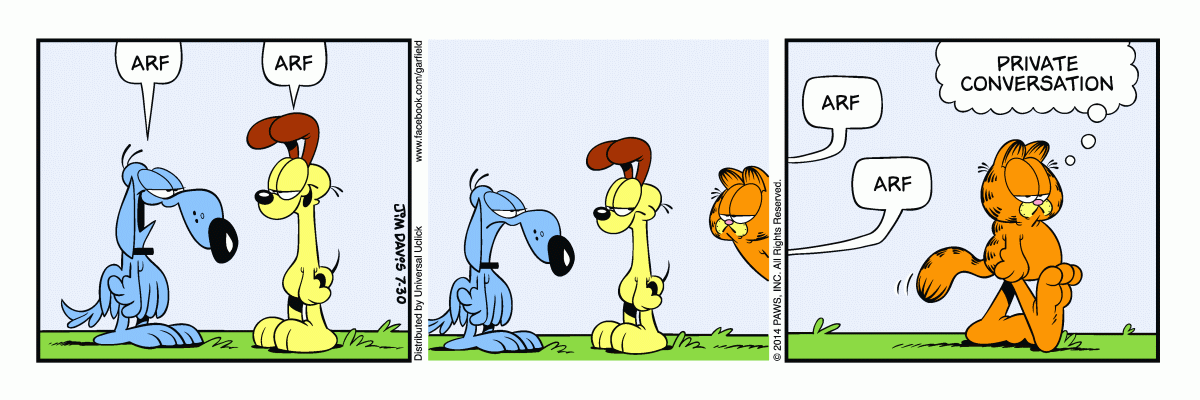 ARF
ARF
JIM DAVIS 7-30
www.facebook.com/garfield
Distributed by Universal Uclick
© 2014 PAWS, INC. All Rights Reserved.
ARF
ARF
PRIVATE
CONVERSATION